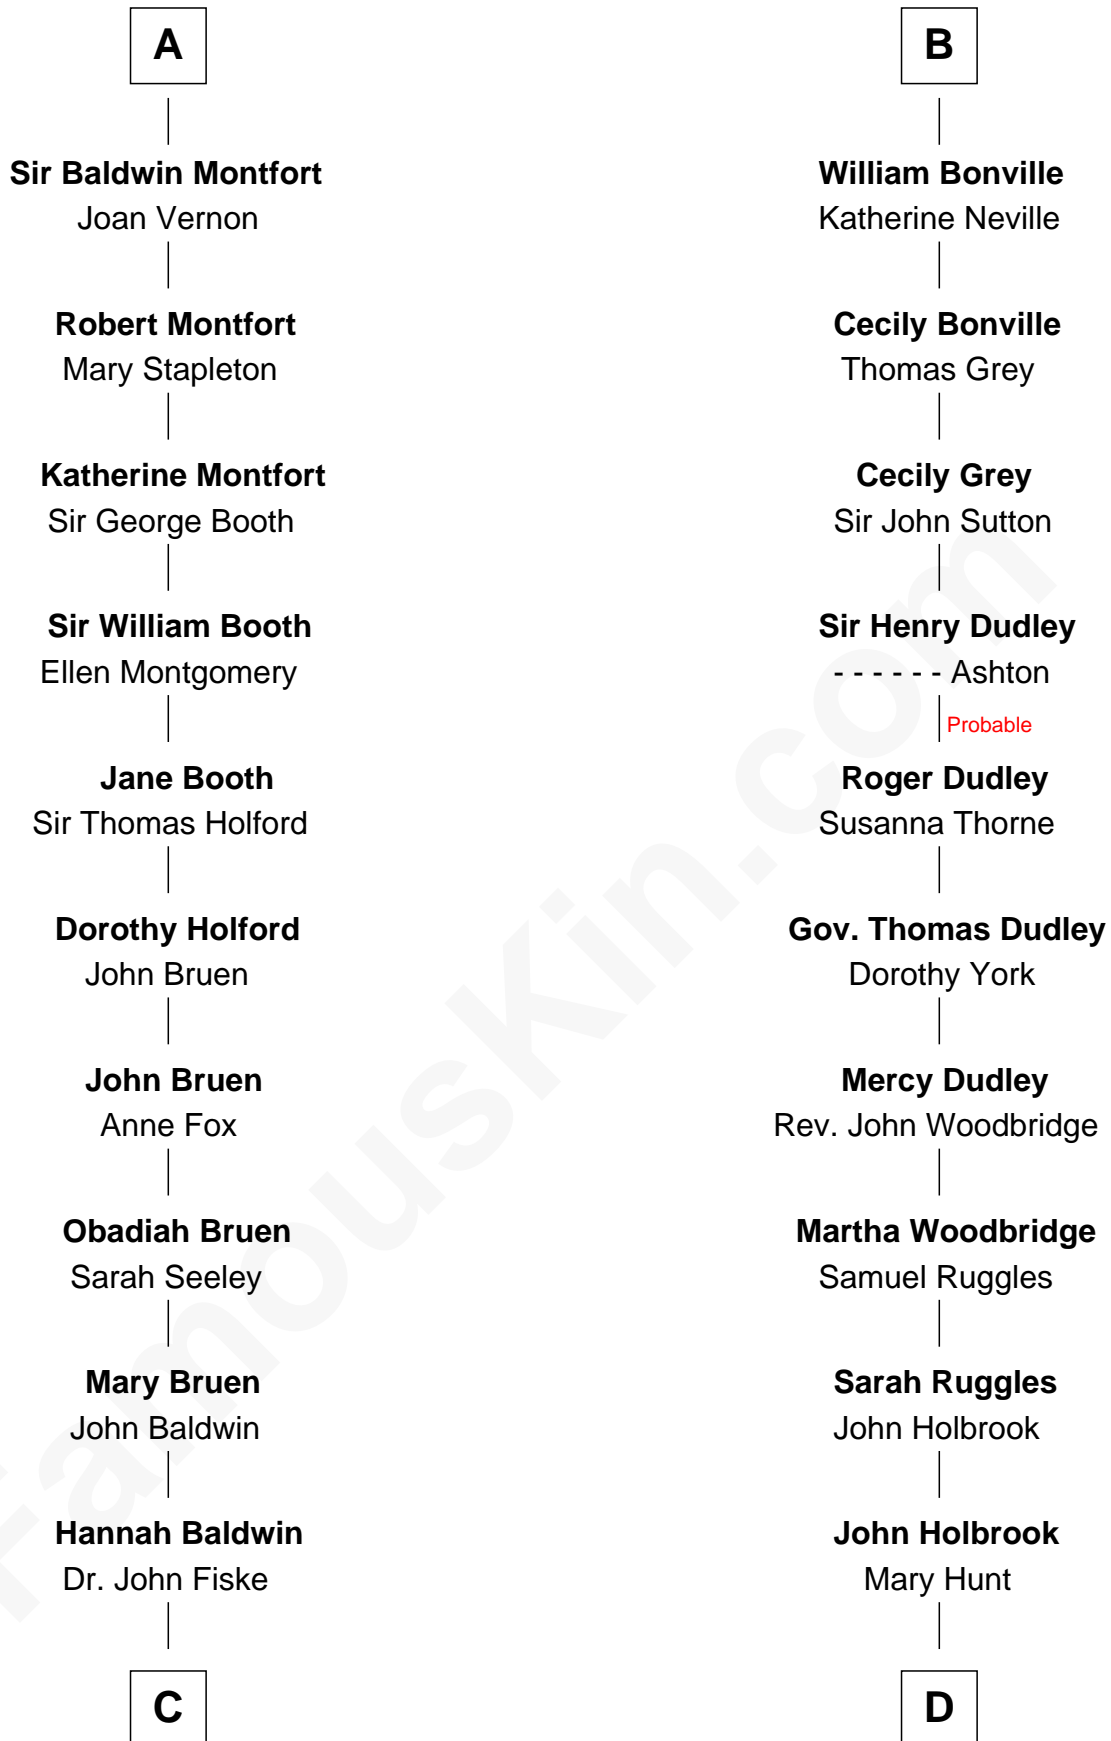 A
Sir Baldwin Montfort
Joan Vernon
Robert Montfort
Mary Stapleton
Katherine Montfort
Sir George Booth
Sir William Booth
Ellen Montgomery
Jane Booth
Sir Thomas Holford
Dorothy Holford
John Bruen
John Bruen
Anne Fox
Obadiah Bruen
Sarah Seeley
Mary Bruen
John Baldwin
Hannah Baldwin
Dr. John Fiske
C
B
William Bonville
Katherine Neville
Cecily Bonville
Thomas Grey
Cecily Grey
Sir John Sutton
Sir Henry Dudley
- - - - - - Ashton
Probable
Roger Dudley
Susanna Thorne
Gov. Thomas Dudley
Dorothy York
Mercy Dudley
Rev. John Woodbridge
Martha Woodbridge
Samuel Ruggles
Sarah Ruggles
John Holbrook
John Holbrook
Mary Hunt
D
FamousKin.com